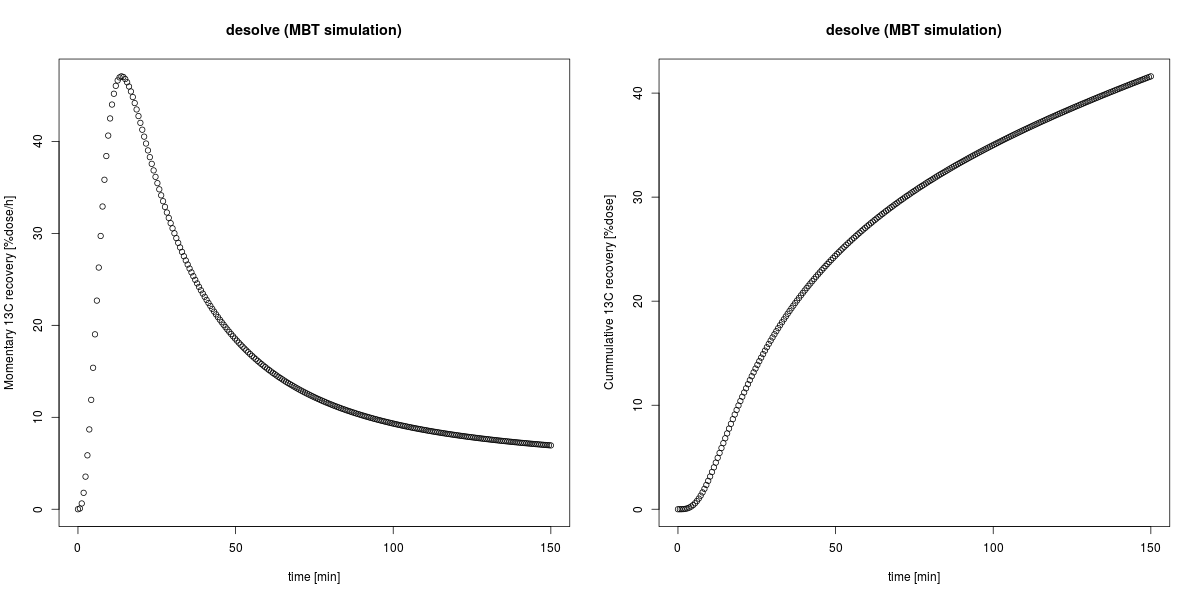 desolve (MBT simulation)
Momentary 13C recovery [%dose/h]
40
30
20
10
0
0 50 100 150
time [min]
desolve (MBT simulation)
Cummulative 13C recovery [%dose]
40
30
20
10
0
0 50 100 150
time [min]